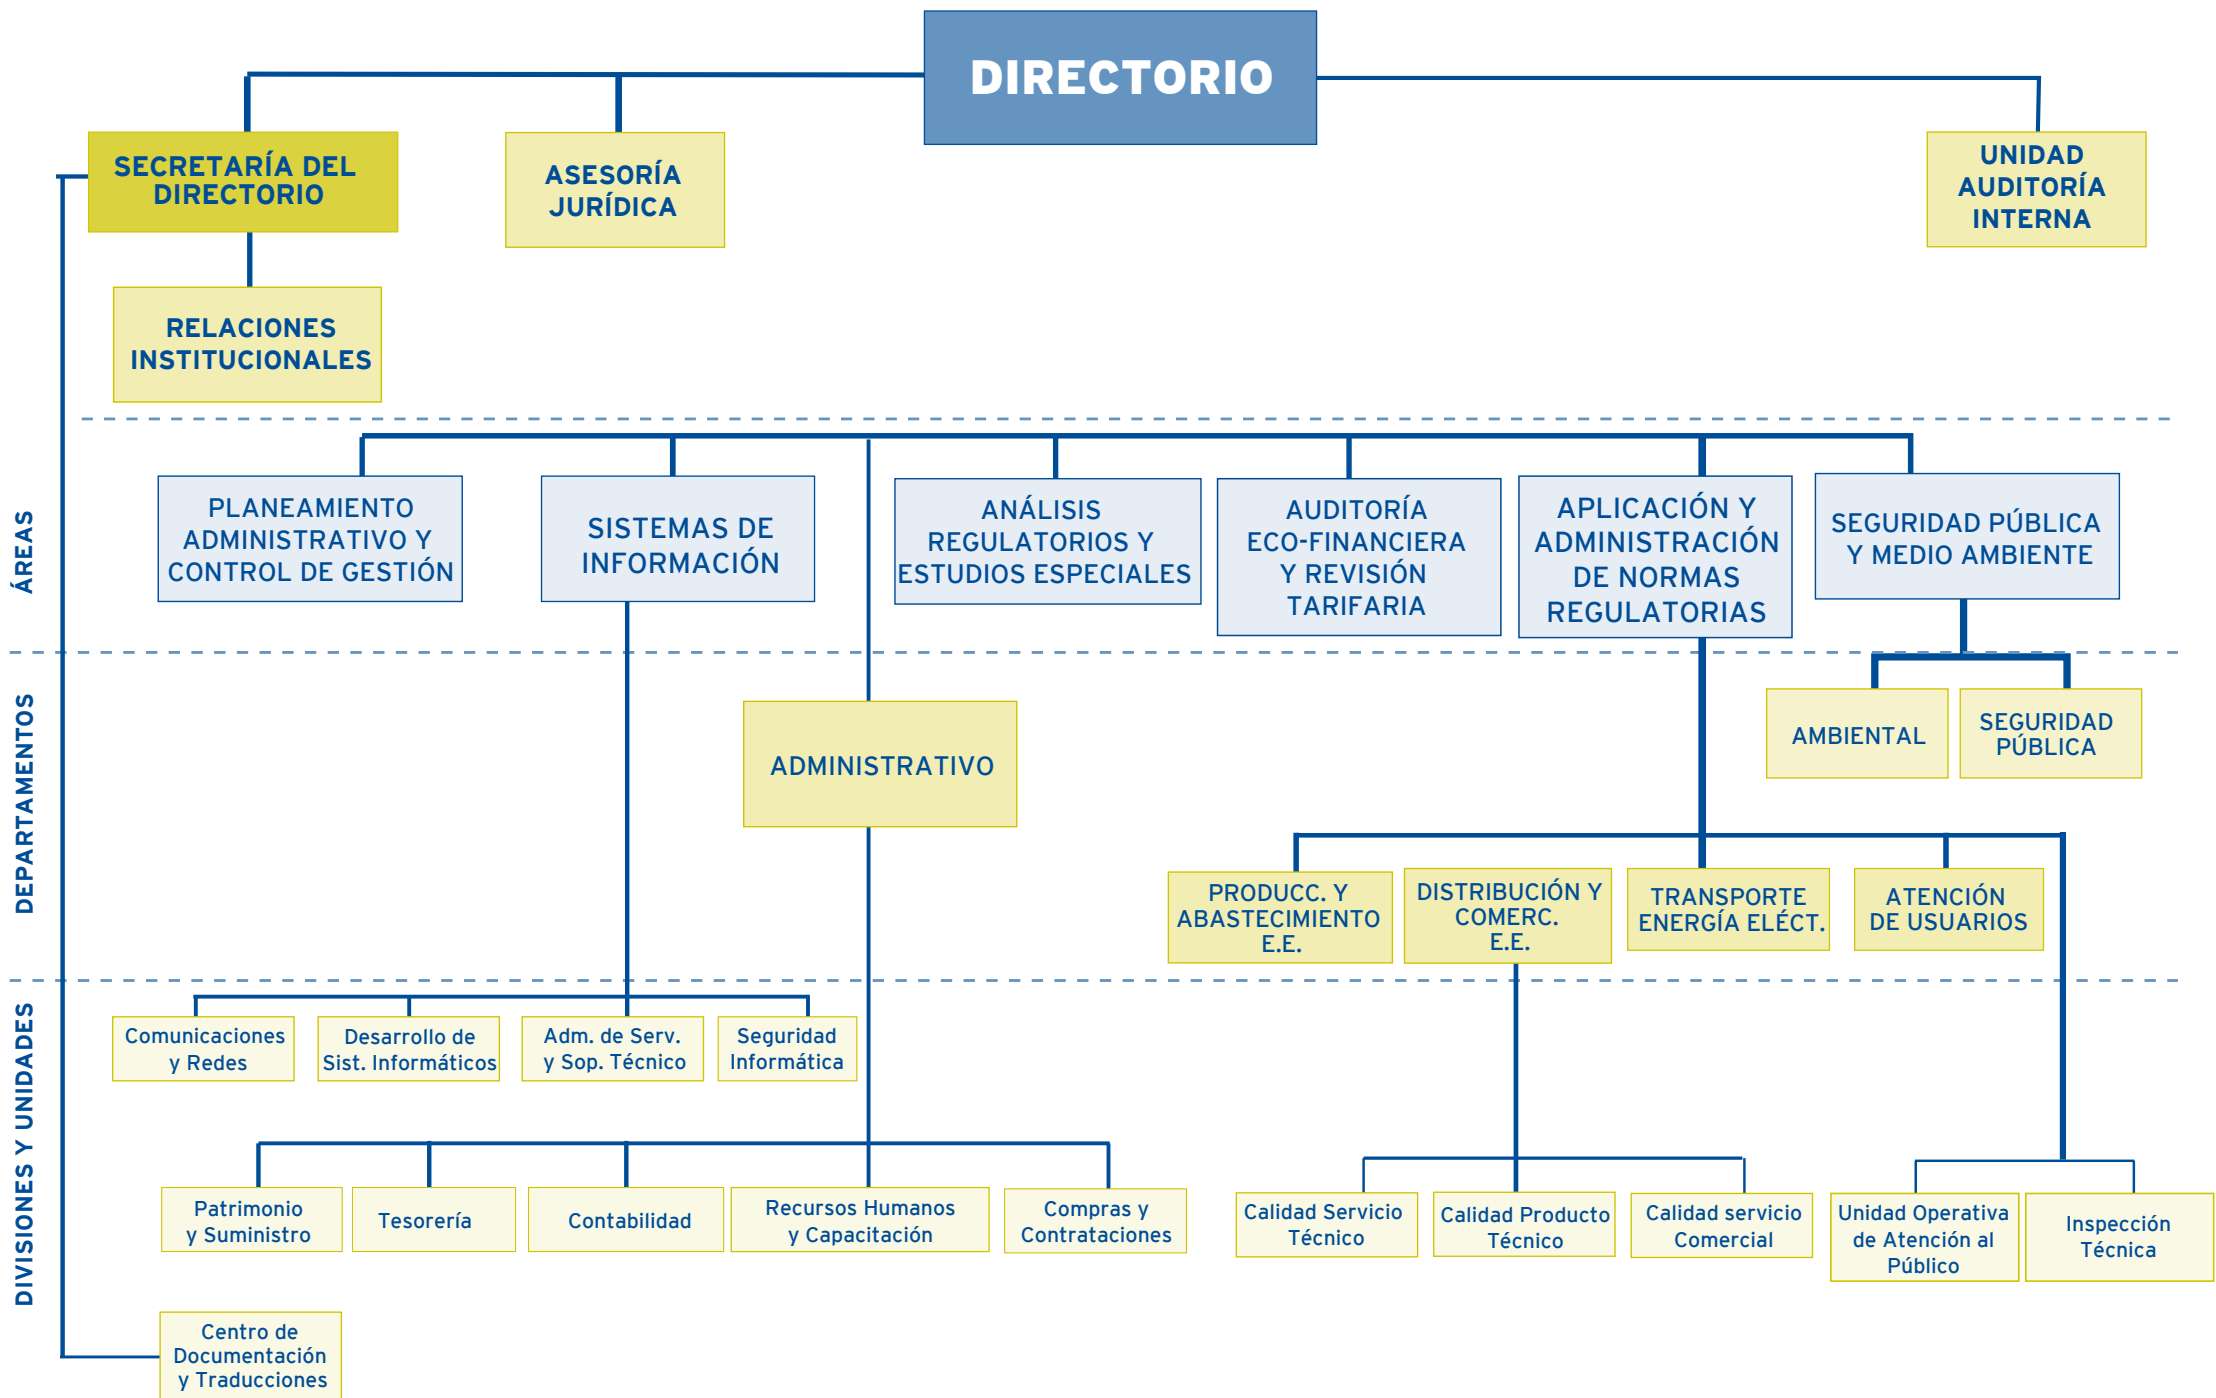 DIRECTORIO
SECRETARÍA DEL
DIRECTORIO
ASESORÍA
JURÍDICA
UNIDAD
AUDITORÍA
INTERNA
RELACIONES
INSTITUCIONALES
ÁREAS
PLANEAMIENTO
ADMINISTRATIVO Y
CONTROL DE GESTIÓN
SISTEMAS DE
INFORMACIÓN
ANÁLISIS
REGULATORIOS Y
ESTUDIOS ESPECIALES
AUDITORÍA
ECO-FINANCIERA
Y REVISIÓN
TARIFARIA
APLICACIÓN Y
ADMINISTRACIÓN
DE NORMAS
REGULATORIAS
SEGURIDAD PÚBLICA
Y MEDIO AMBIENTE
DEPARTAMENTOS
ADMINISTRATIVO
AMBIENTAL
SEGURIDAD
PÚBLICA
PRODUCC. Y
ABASTECIMIENTO
E.E.
DISTRIBUCIÓN Y
COMERC.
E.E.
TRANSPORTE
ENERGÍA ELÉCT.
ATENCIÓN
DE USUARIOS
DIVISIONES Y UNIDADES
Comunicaciones
y Redes
Desarrollo de
Sist. Informáticos
Adm. de Serv.
y Sop. Técnico
Seguridad
Informática
Patrimonio
y Suministro
Tesorería
Contabilidad
Recursos Humanos
y Capacitación
Compras y
Contrataciones
Calidad Servicio
Técnico
Calidad Producto
Técnico
Calidad servicio
Comercial
Unidad Operativa
de Atención al
Público
Inspección
Técnica
Centro de
Documentación
y Traducciones